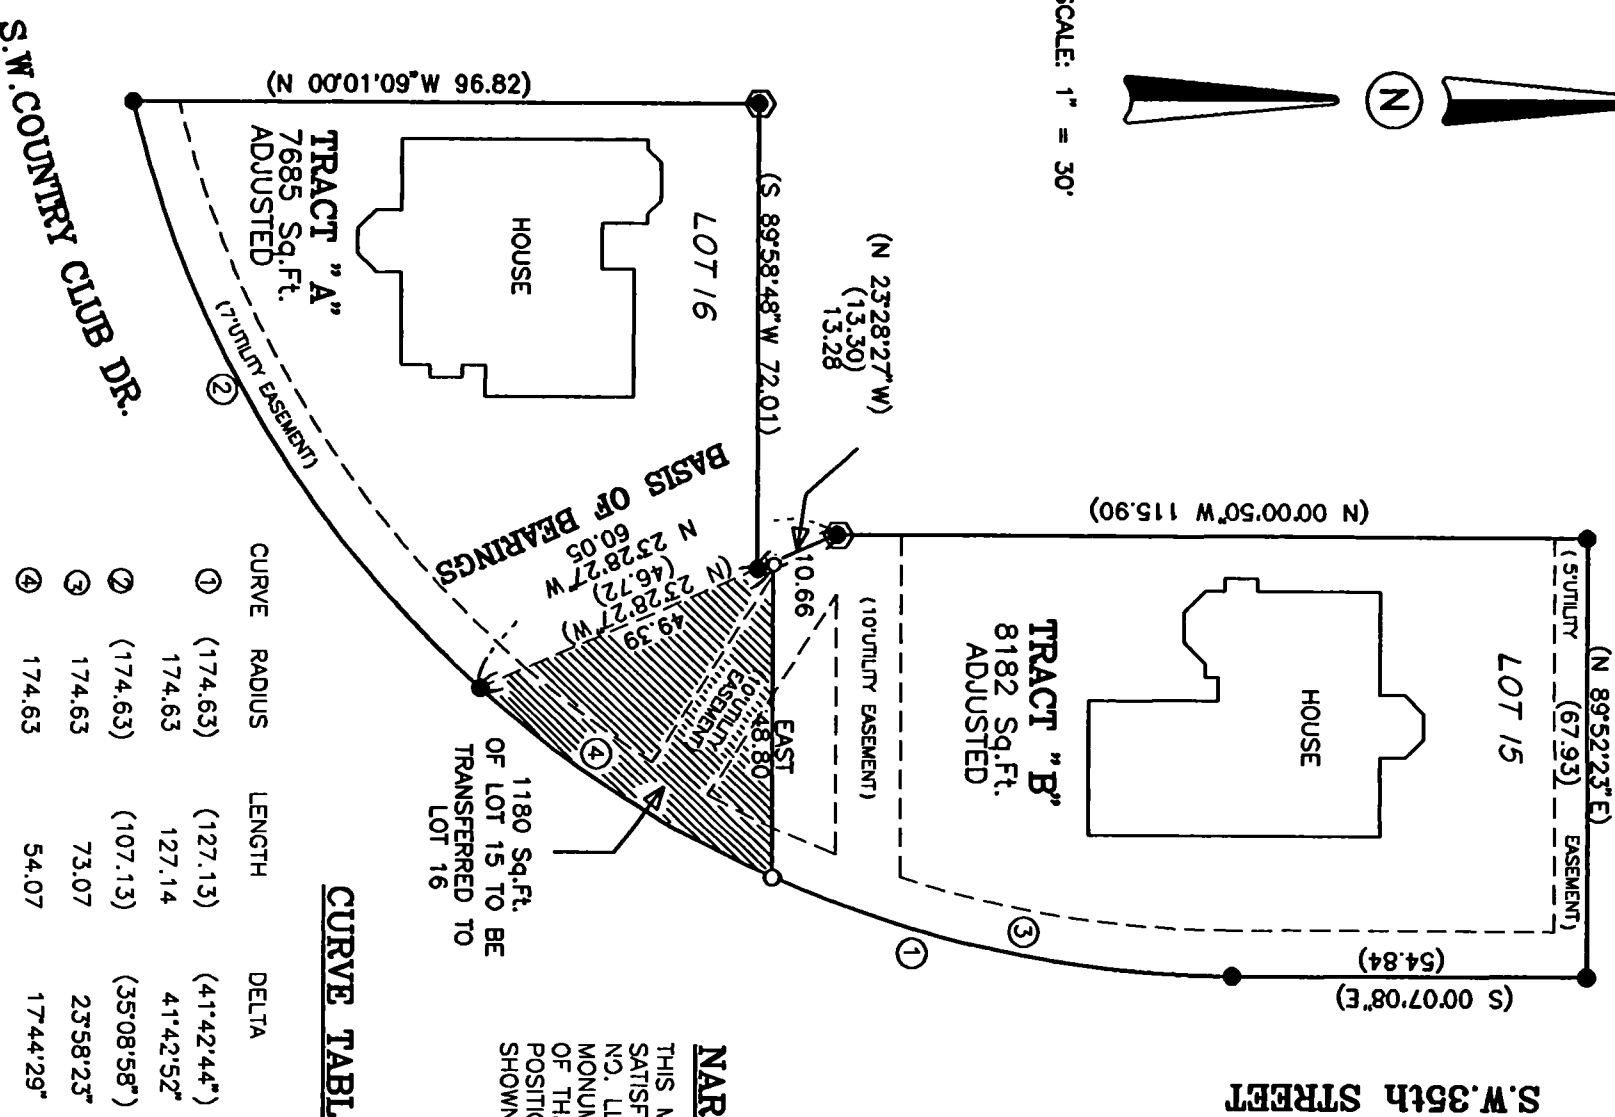 SCALE: 1" = 30'
N
S.W.COUNTRY CLUB DR.
(N 00°01'09"W 96.82)
TRACT "A"
7685 Sq.Ft.
ADJUSTED
HOUSE
LOT 16
(S 89°58'48"W 72.01)
(N 23°28'27"W)
(13.30)
13.28
(7'UTILITY EASEMENT)
2
BASIS OF BEARINGS
N 23°28'27"W
60.05
(46.72)
(N 23°28'27"W)
49.39
10.66
10'UTILITY
EASEMENT
EAST
48.80
4
1180 Sq.Ft.
OF LOT 15 TO BE
TRANSFERRED TO
LOT 16
(N 00°00'50"W 115.90)
(10'UTILITY EASEMENT)
TRACT "B"
8182 Sq.Ft.
ADJUSTED
HOUSE
LOT 15
(5'UTILITY EASEMENT)
(N 89°52'23"E)
(67.93)
3
1
(54.84)
(S 00°07'08"E)
S.W.35th STREET
CURVE RADIUS LENGTH DELTA
1 (174.63) (127.13) (41°42'44")
174.63 127.14 41°42'52"
2 (174.63) (107.13) (35°08'58")
3 174.63 73.07 23°58'23"
4 174.63 54.07 17°44'29"
CURVE TABL
NAR
THIS M
SATISF
NO. LL
MONUM
OF TH
POSITIO
SHOWN